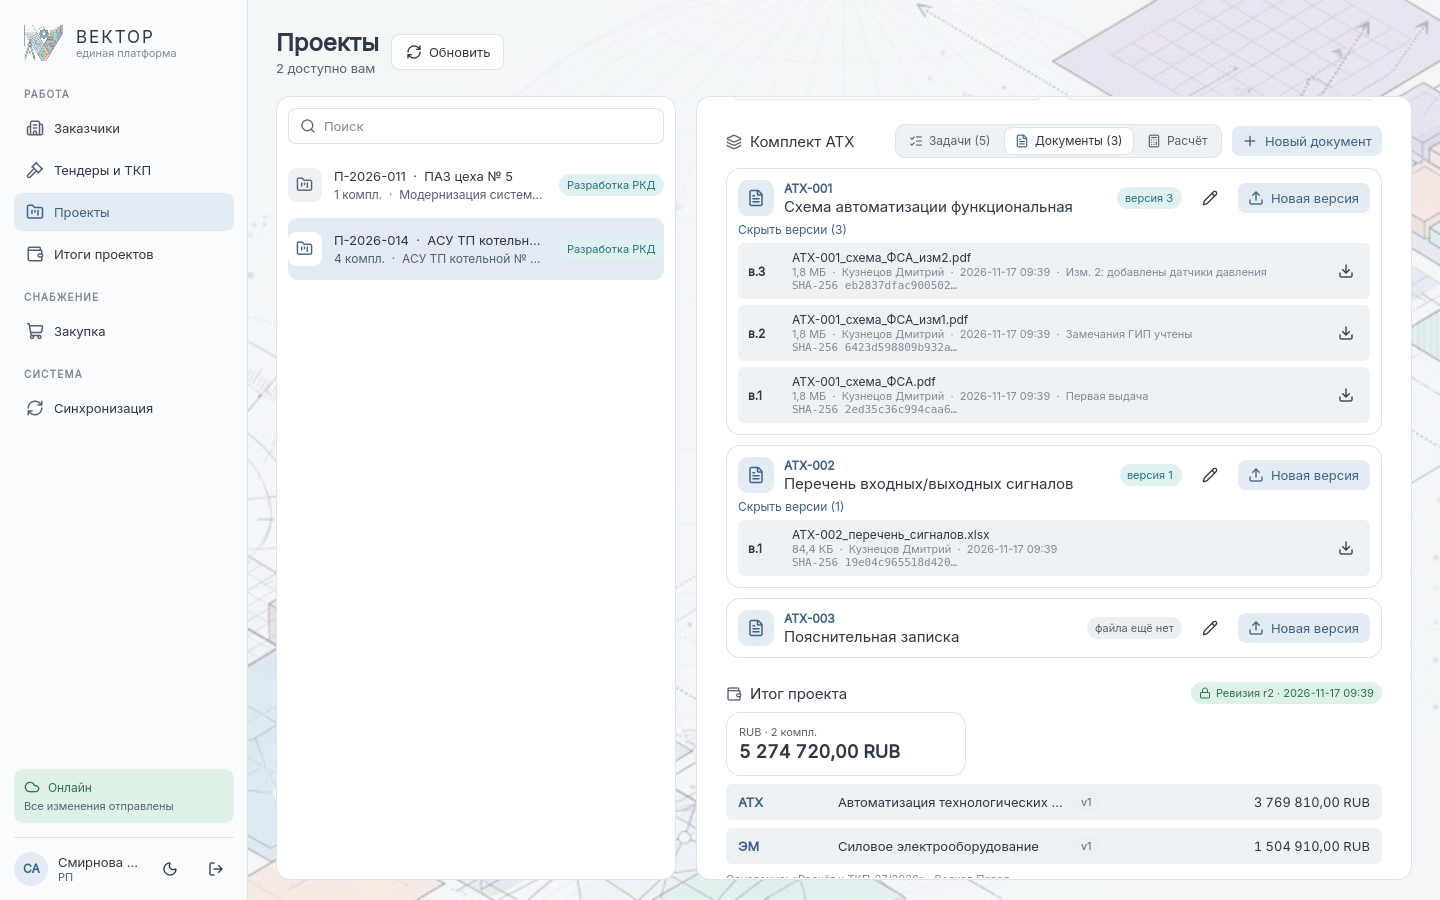 ВЕКТОР
единая платформа
РАБОТА
Заказчики
Тендеры и ТКП
Проекты
Итоги проектов
СНАБЖЕНИЕ
Закупка
СИСТЕМА
Синхронизация
Онлайн
Все изменения отправлены
СА
Смирнова ...
РП
Проекты
2 доступно вам
Обновить
Поиск
П-2026-011 · ПАЗ цеха № 5
1 компл. · Модернизация систем...
Разработка РКД
П-2026-014 · АСУ ТП котельн...
4 компл. · АСУ ТП котельной № ...
Разработка РКД
Комплект АТХ
Задачи (5)
Документы (3)
Расчёт
Новый документ
АТХ-001
Схема автоматизации функциональная
версия 3
Новая версия
Скрыть версии (3)
в.3
АТХ-001_схема_ФСА_изм2.pdf
1,8 МБ · Кузнецов Дмитрий · 2026-11-17 09:39 · Изм. 2: добавлены датчики давления
SHA-256 eb2837dfac900502…
в.2
АТХ-001_схема_ФСА_изм1.pdf
1,8 МБ · Кузнецов Дмитрий · 2026-11-17 09:39 · Замечания ГИП учтены
SHA-256 6423d598809b932a…
в.1
АТХ-001_схема_ФСА.pdf
1,8 МБ · Кузнецов Дмитрий · 2026-11-17 09:39 · Первая выдача
SHA-256 2ed35c36c994caa6…
АТХ-002
Перечень входных/выходных сигналов
версия 1
Новая версия
Скрыть версии (1)
в.1
АТХ-002_перечень_сигналов.xlsx
84,4 КБ · Кузнецов Дмитрий · 2026-11-17 09:39
SHA-256 19e04c965518d420…
АТХ-003
Пояснительная записка
файла ещё нет
Новая версия
Итог проекта
Ревизия r2 · 2026-11-17 09:39
RUB · 2 компл.
5 274 720,00 RUB
АТХ
Автоматизация технологических ...
v1
3 769 810,00 RUB
ЭМ
Силовое электрооборудование
v1
1 504 910,00 RUB